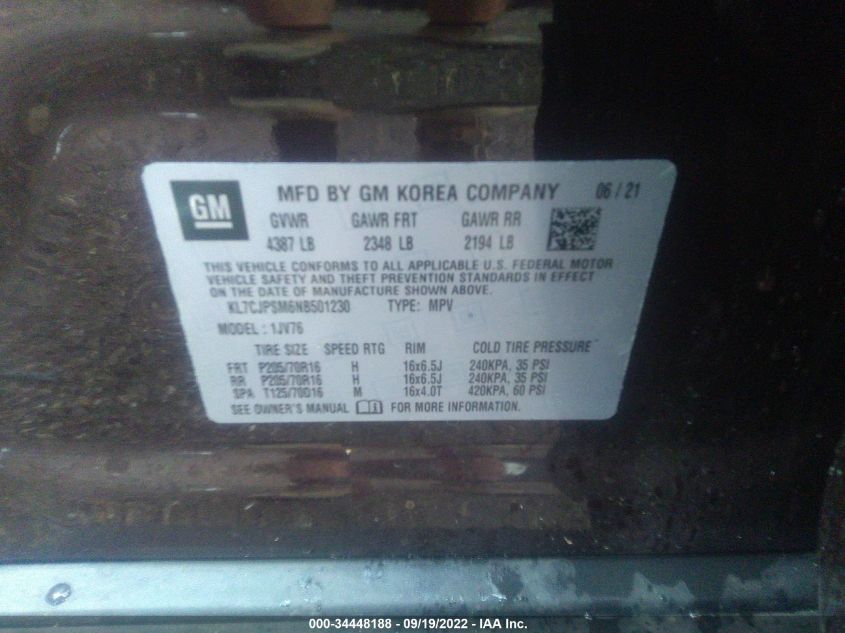 GM
MFD BY GM KOREA COMPANY 06 / 21
GVWR GAWR FRT GAWR RR
4387 LB 2348 LB 2194 LB
THIS VEHICLE CONFORMS TO ALL APPLICABLE U.S. FEDERAL MOTOR
VEHICLE SAFETY AND THEFT PREVENTION STANDARDS IN EFFECT
ON THE DATE OF MANUFACTURE SHOWN ABOVE.
KL7CJPSM6NB501230 TYPE: MPV
MODEL: 1JV76
TIRE SIZE SPEED RTG RIM COLD TIRE PRESSURE
FRT P205/70R16 H 16x6.5J 240KPA, 35 PSI
RR P205/70R16 H 16x6.5J 240KPA, 35 PSI
SPA T125/70D16 M 16x4.0T 420KPA, 60 PSI
SEE OWNER'S MANUAL FOR MORE INFORMATION.
000-34448188 - 09/19/2022 - IAA Inc.